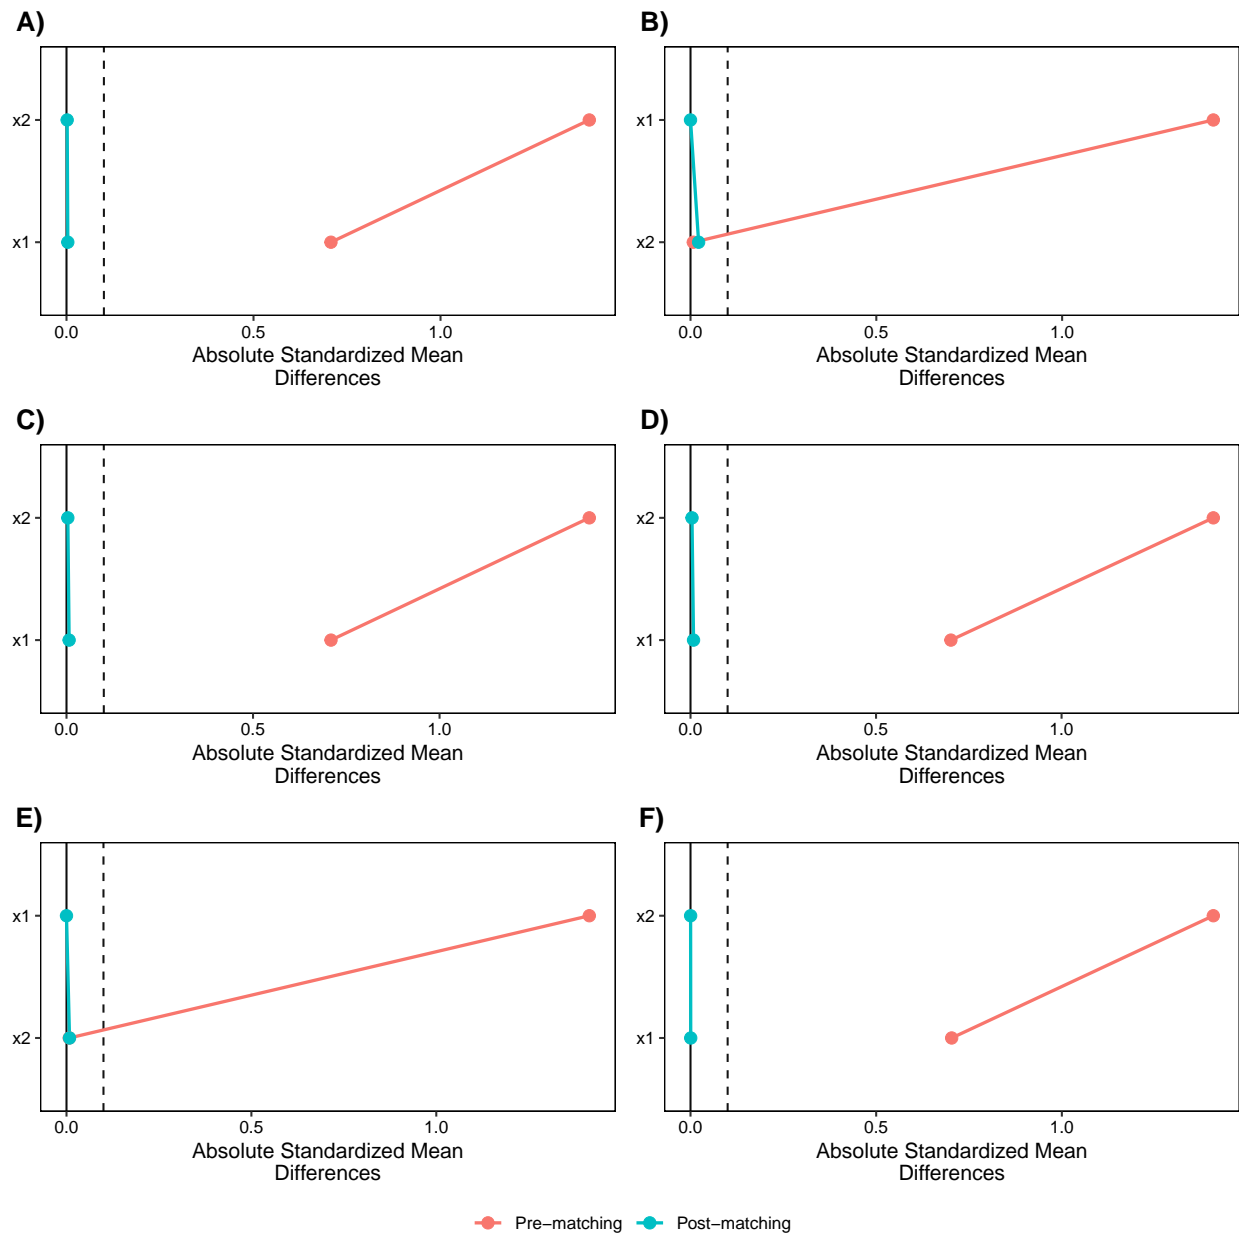 A)
x2
x1
0.0 0.5 1.0
Absolute Standardized Mean
Differences
B)
x1
x2
0.0 0.5 1.0
Absolute Standardized Mean
Differences
C)
x2
x1
0.0 0.5 1.0
Absolute Standardized Mean
Differences
D)
x2
x1
0.0 0.5 1.0
Absolute Standardized Mean
Differences
E)
x1
x2
0.0 0.5 1.0
Absolute Standardized Mean
Differences
F)
x2
x1
0.0 0.5 1.0
Absolute Standardized Mean
Differences
Pre−matching Post−matching